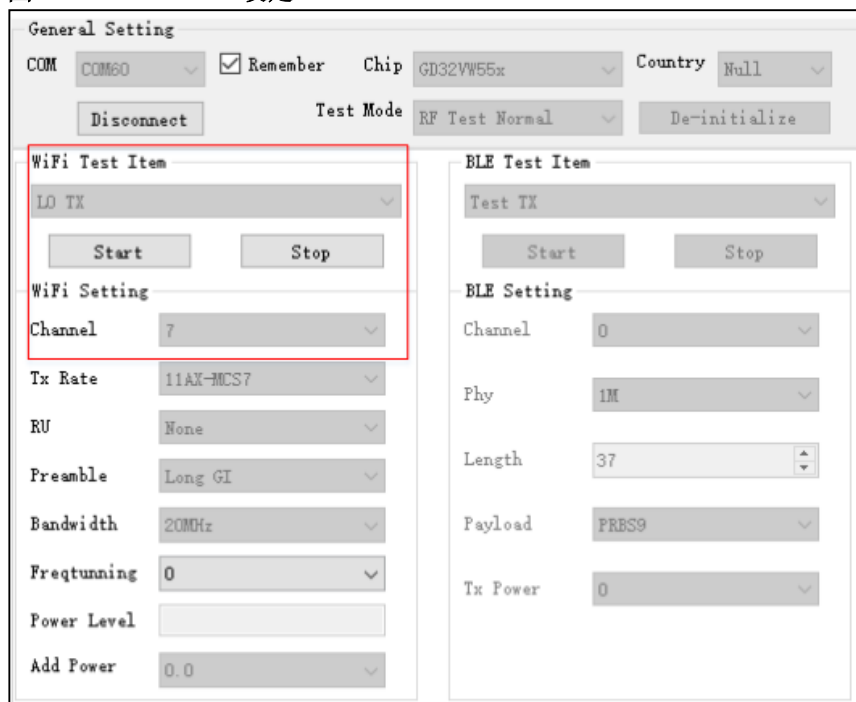 General Setting
COM COM60 Remember Chip GD32VW55x Country Null
Disconnect Test Mode RF Test Normal De-initialize
WiFi Test Item
LO TX
Start Stop
WiFi Setting
Channel 7
Tx Rate 11AX-MCS7
RU None
Preamble Long GI
Bandwidth 20MHz
Freqtunning 0
Power Level
Add Power 0.0
BLE Test Item
Test TX
Start Stop
BLE Setting
Channel 0
Phy 1M
Length 37
Payload PRBS9
Tx Power 0